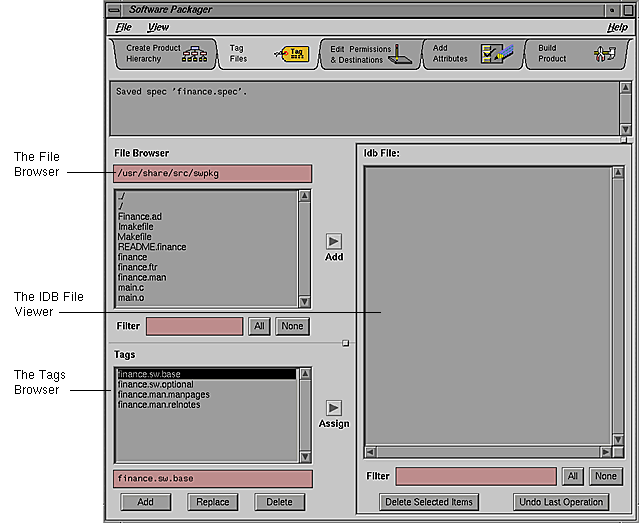 Software Packager
File View Help
Create Product Hierarchy
Tag Files
Tag HERE
Edit Permissions & Destinations
Add Attributes
Build Product
Saved spec 'finance.spec'.
The File Browser
File Browser
/usr/share/src/swpkg
../
./
Finance.ad
Imakefile
Makefile
README.finance
finance
finance.ftr
finance.man
main.c
main.o
Add
Filter All None
The IDB File Viewer
The Tags Browser
Tags
finance.sw.base
finance.sw.optional
finance.man.manpages
finance.man.relnotes
Assign
finance.sw.base
Add Replace Delete
Idb File:
Filter All None
Delete Selected Items Undo Last Operation